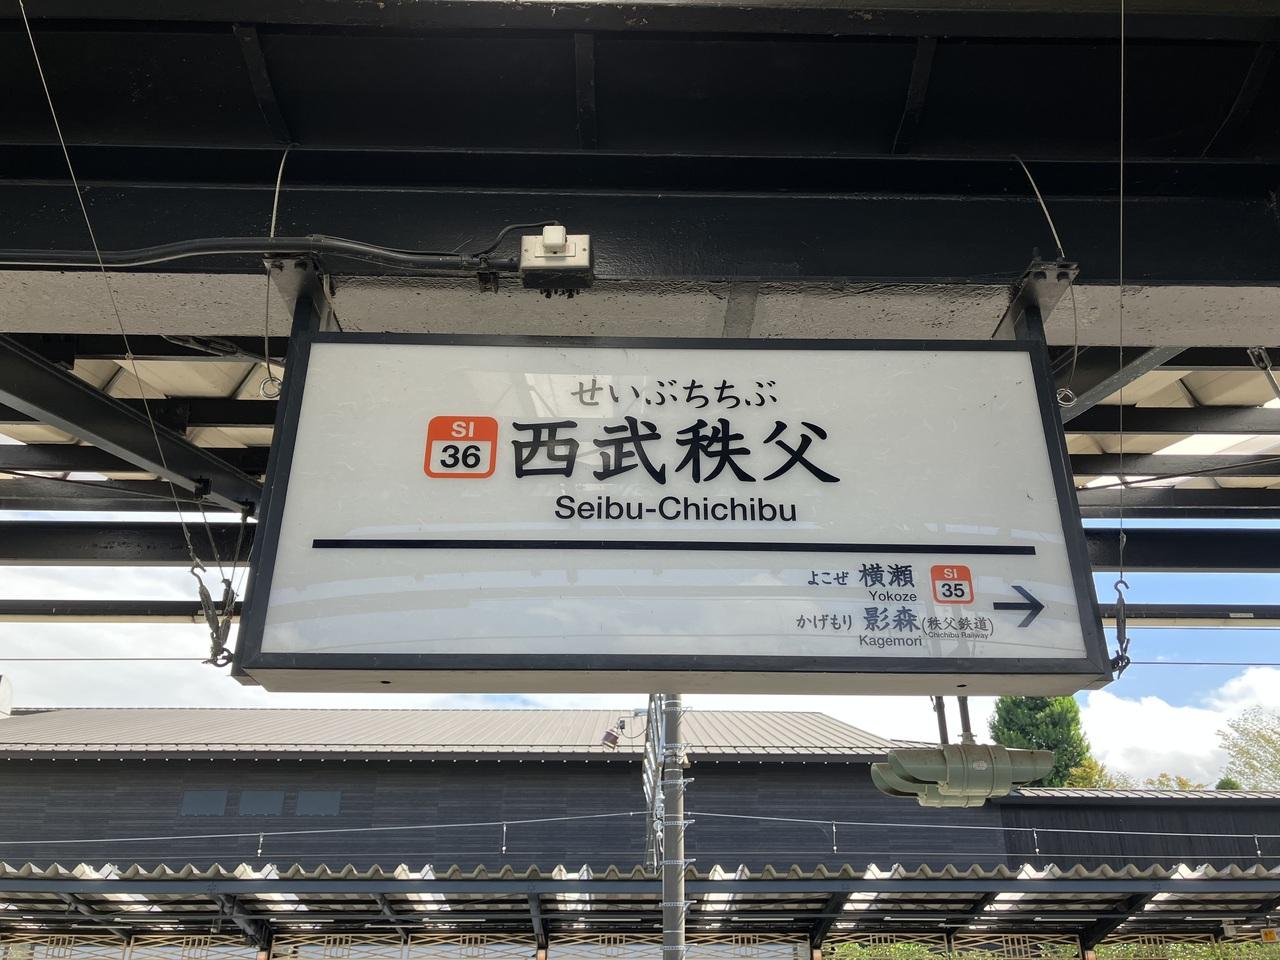 せいぶちちぶ
SI
36
西武秩父
Seibu-Chichibu
よこぜ 横瀬
Yokoze
SI
35
かげもり 影森(秩父鉄道)
Kagemori Chichibu Railway